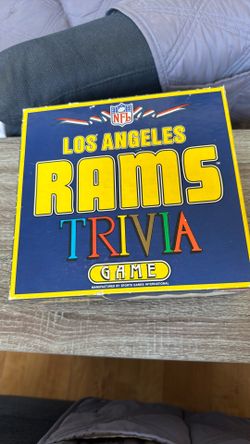 NFL
LOS ANGELES
RAMS
TRIVIA
GAME
MANUFACTURED BY SPORTS GAMES INTERNATIONAL